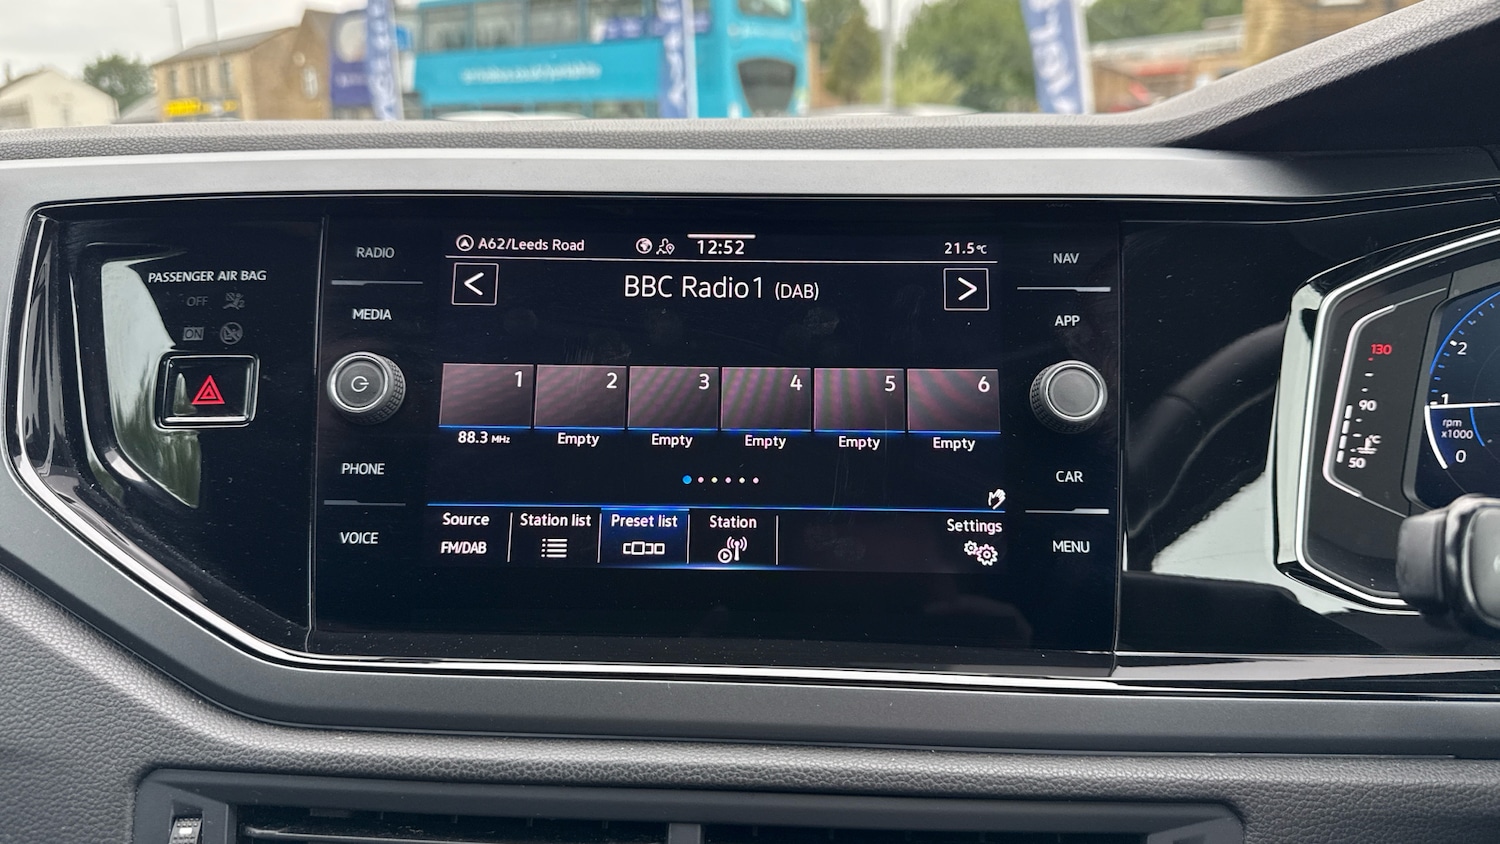 PASSENGER AIR BAG
OFF
ON
RADIO
MEDIA
PHONE
VOICE
A62/Leeds Road
12:52
21.5°C
<
BBC Radio1 (DAB)
>
1
2
3
4
5
6
88.3 MHz
Empty
Empty
Empty
Empty
Empty
Source
Station list
Preset list
Station
Settings
FM/DAB
NAV
APP
CAR
MENU
130
90
°C
50
2
1
rpm
x1000
0